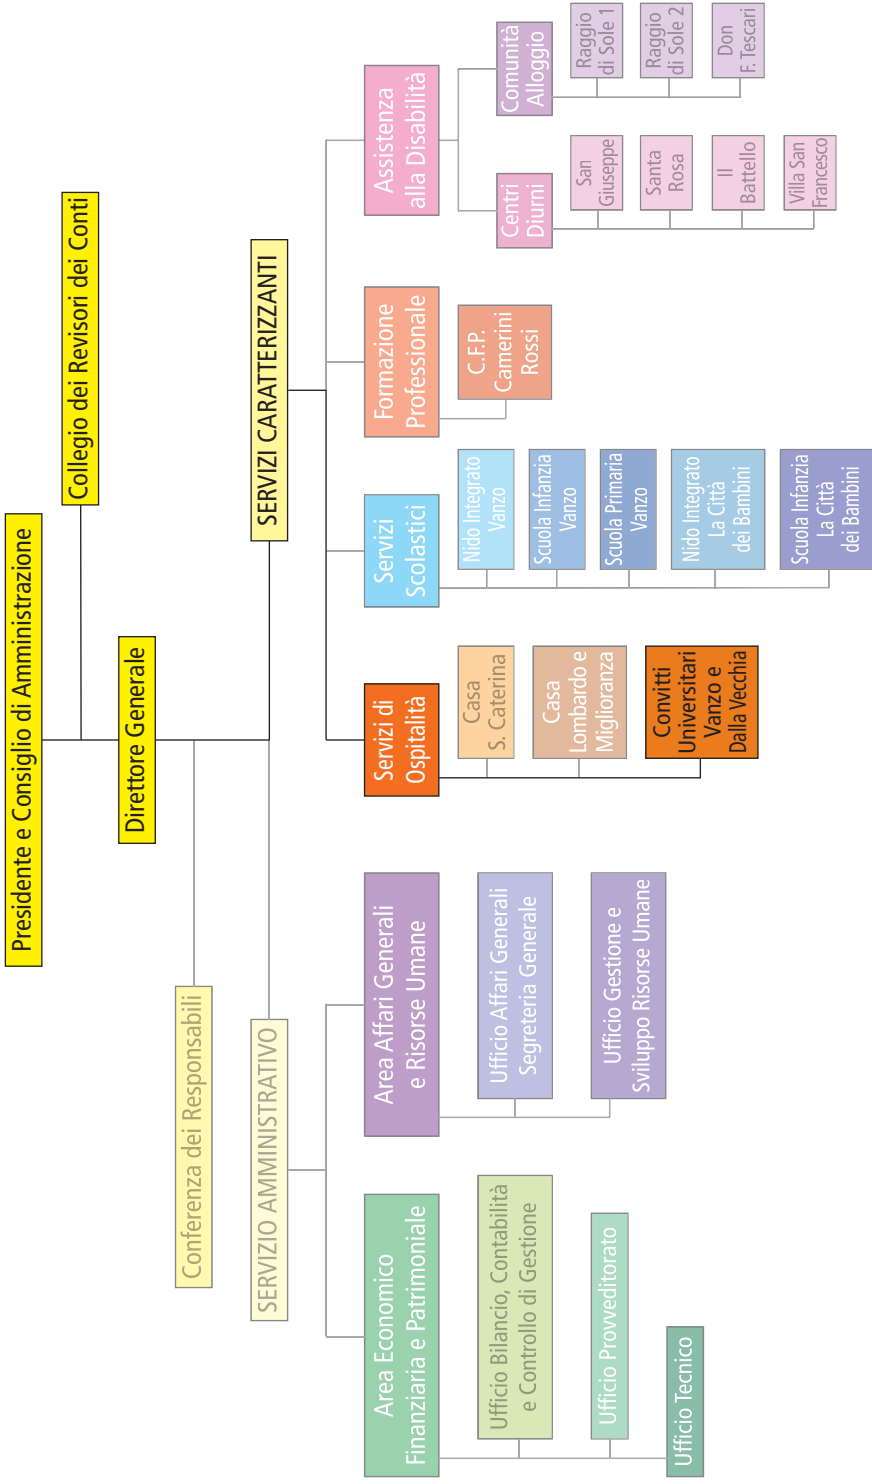 Presidente e Consiglio di Amministrazione
Collegio dei Revisori dei Conti
Direttore Generale
Conferenza dei Responsabili
SERVIZIO AMMINISTRATIVO
SERVIZI CARATTERIZZANTI
Area Economico
Finanziaria e Patrimoniale
Ufficio Bilancio, Contabilità
e Controllo di Gestione
Ufficio Provveditorato
Ufficio Tecnico
Area Affari Generali
e Risorse Umane
Ufficio Affari Generali
Segreteria Generale
Ufficio Gestione e
Sviluppo Risorse Umane
Servizi di
Ospitalità
Casa
S. Caterina
Casa
Lombardo e
Miglioranza
Convitti
Universitari
Vanzo e
Dalla Vecchia
Servizi
Scolastici
Nido Integrato
Vanzo
Scuola Infanzia
Vanzo
Scuola Primaria
Vanzo
Nido Integrato
La Città
dei Bambini
Scuola Infanzia
La Città
dei Bambini
Formazione
Professionale
C.F.P.
Camerini
Rossi
Assistenza
alla Disabilità
Centri
Diurni
San
Giuseppe
Santa
Rosa
Il
Battello
Villa San
Francesco
Comunità
Alloggio
Raggio
di Sole 1
Raggio
di Sole 2
Don
F. Tescari